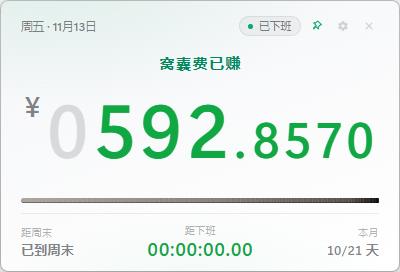 周五 · 11月13日
已下班
窝囊费已赚
¥ 0592.8570
距周末
已到周末
距下班
00:00:00.00
本月
10/21 天